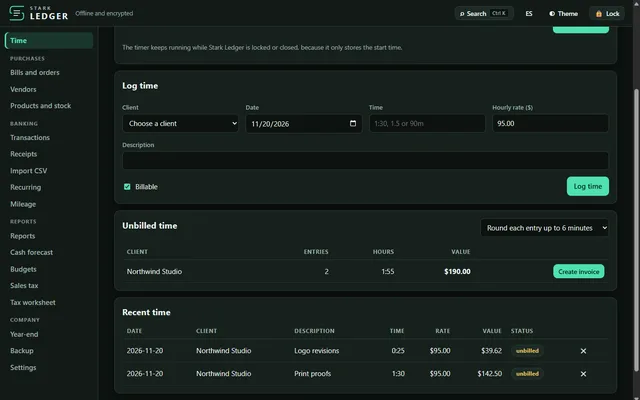 STARK
LEDGER
Offline and encrypted
Search Ctrl K
ES
Theme
Lock
Time
PURCHASES
Bills and orders
Vendors
Products and stock
BANKING
Transactions
Receipts
Import CSV
Recurring
Mileage
REPORTS
Reports
Cash forecast
Budgets
Sales tax
Tax worksheet
COMPANY
Year-end
Backup
Settings
The timer keeps running while Stark Ledger is locked or closed, because it only stores the start time.
Log time
Client Date Time Hourly rate ($)
Choose a client 11/20/2026 1:30, 1.5 or 90m 95.00
Description
Billable Log time
Unbilled time Round each entry up to 6 minutes
CLIENT ENTRIES HOURS VALUE
Northwind Studio 2 1:55 $190.00 Create invoice
Recent time
DATE CLIENT DESCRIPTION TIME RATE VALUE STATUS
2026-11-20 Northwind Studio Logo revisions 0:25 $95.00 $39.62 unbilled ✕
2026-11-20 Northwind Studio Print proofs 1:30 $95.00 $142.50 unbilled ✕